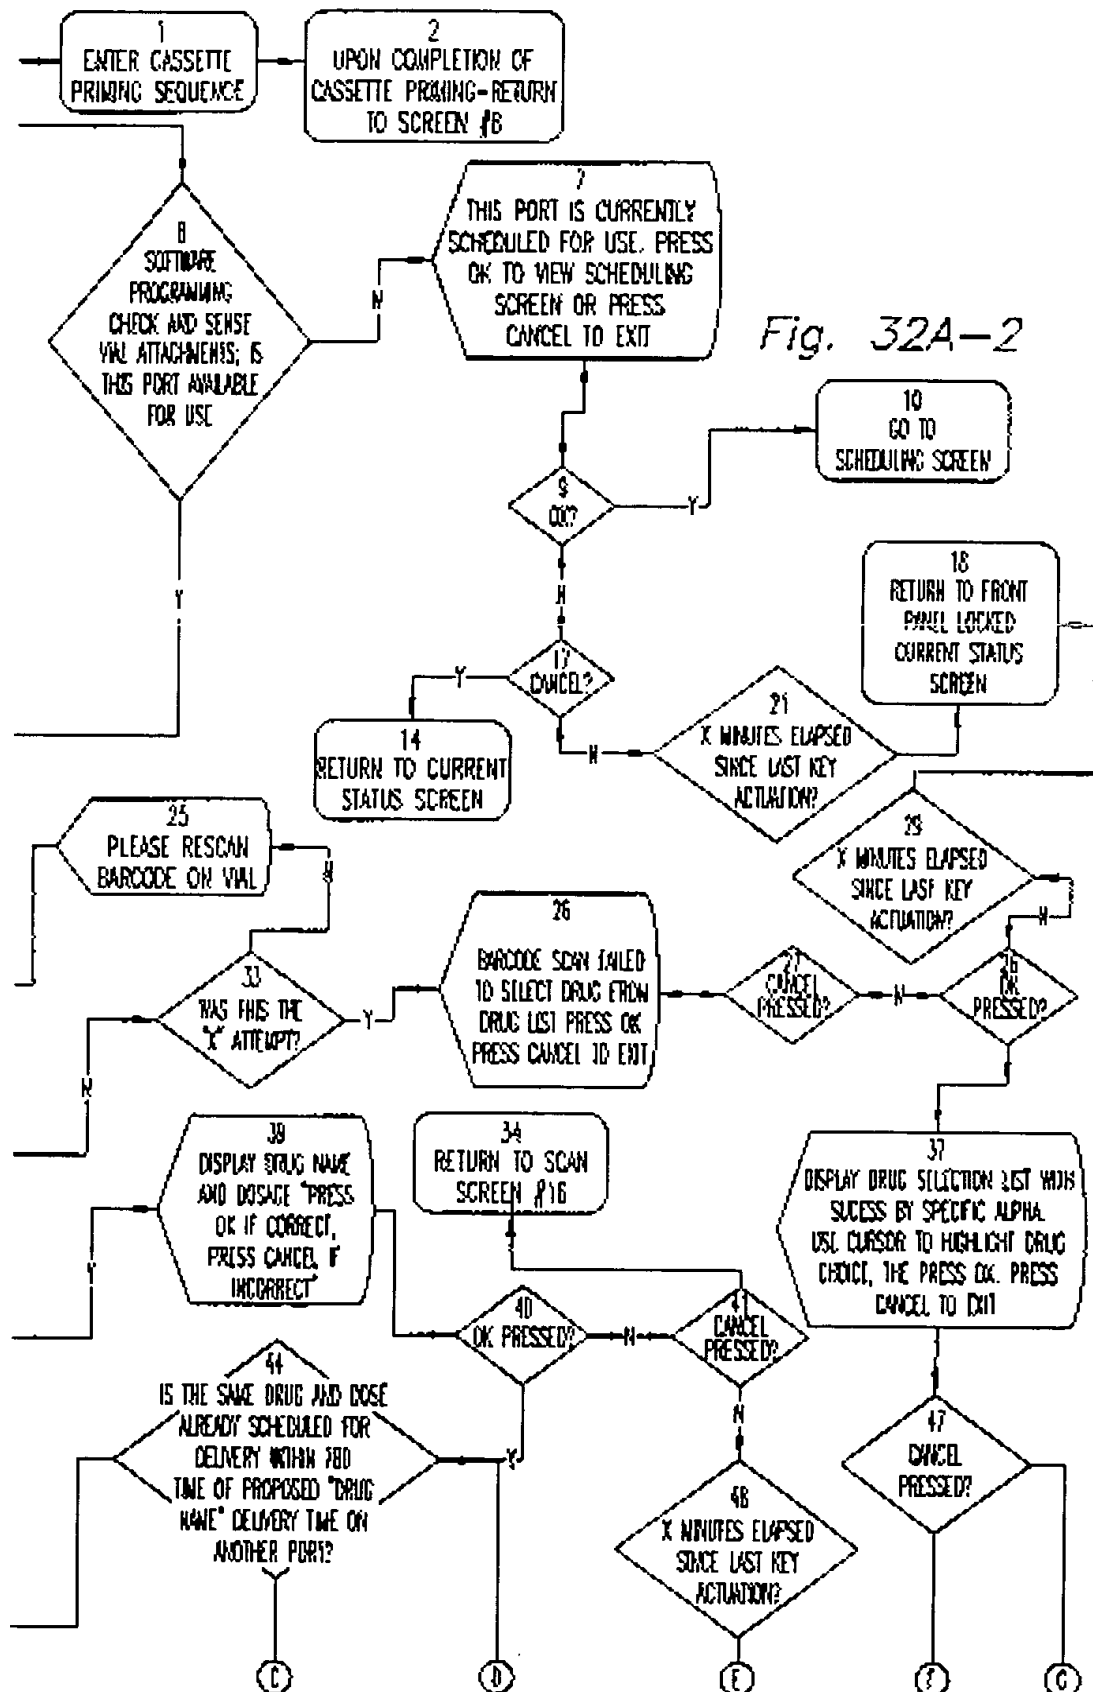 1
ENTER CASSETTE
PRIMING SEQUENCE
2
UPON COMPLETION OF
CASSETTE PRIMING-RETURN
TO SCREEN #6
7
THIS PORT IS CURRENTLY
SCHEDULED FOR USE. PRESS
OK TO VIEW SCHEDULING
SCREEN OR PRESS
CANCEL TO EXIT
N
8
SOFTWARE
PROGRAMMING
CHECK AND SENSE
VIAL ATTACHMENTS; IS
THIS PORT AVAILABLE
FOR USE
Y
Fig. 32A-2
10
GO TO
SCHEDULING SCREEN
9
Y
N
CANCEL?
Y
N
14
RETURN TO CURRENT
STATUS SCREEN
18
RETURN TO FRONT
PANEL LOCKED
CURRENT STATUS
SCREEN
21
X MINUTES ELAPSED
SINCE LAST KEY
ACTUATION?
25
PLEASE RESCAN
BARCODE ON VIAL
N
29
X MINUTES ELAPSED
SINCE LAST KEY
ACTUATION?
N
33
WAS THIS THE
"X" ATTEMPT?
Y
N
26
BARCODE SCAN FAILED
TO SELECT DRUG FROM
DRUG LIST PRESS OK
PRESS CANCEL TO EXIT
27
CANCEL
PRESSED?
N
36
OK
PRESSED?
39
DISPLAY DRUG NAME
AND DOSAGE "PRESS
OK IF CORRECT,
PRESS CANCEL IF
INCORRECT"
Y
34
RETURN TO SCAN
SCREEN #16
37
DISPLAY DRUG SELECTION LIST WITH
SUCESS BY SPECIFIC ALPHA.
USE CURSOR TO HIGHLIGHT DRUG
CHOICE, THE PRESS OK. PRESS
CANCEL TO EXIT
40
OK PRESSED?
N
Y
41
CANCEL
PRESSED?
N
44
IS THE SAME DRUG AND DOSE
ALREADY SCHEDULED FOR
DELIVERY WITHIN
TIME OF PROPOSED "DRUG
NAME" DELIVERY TIME ON
ANOTHER PORT?
Y
47
CANCEL
PRESSED?
X MINUTES ELAPSED
SINCE LAST KEY
ACTUATION?
C
D
E
F
G